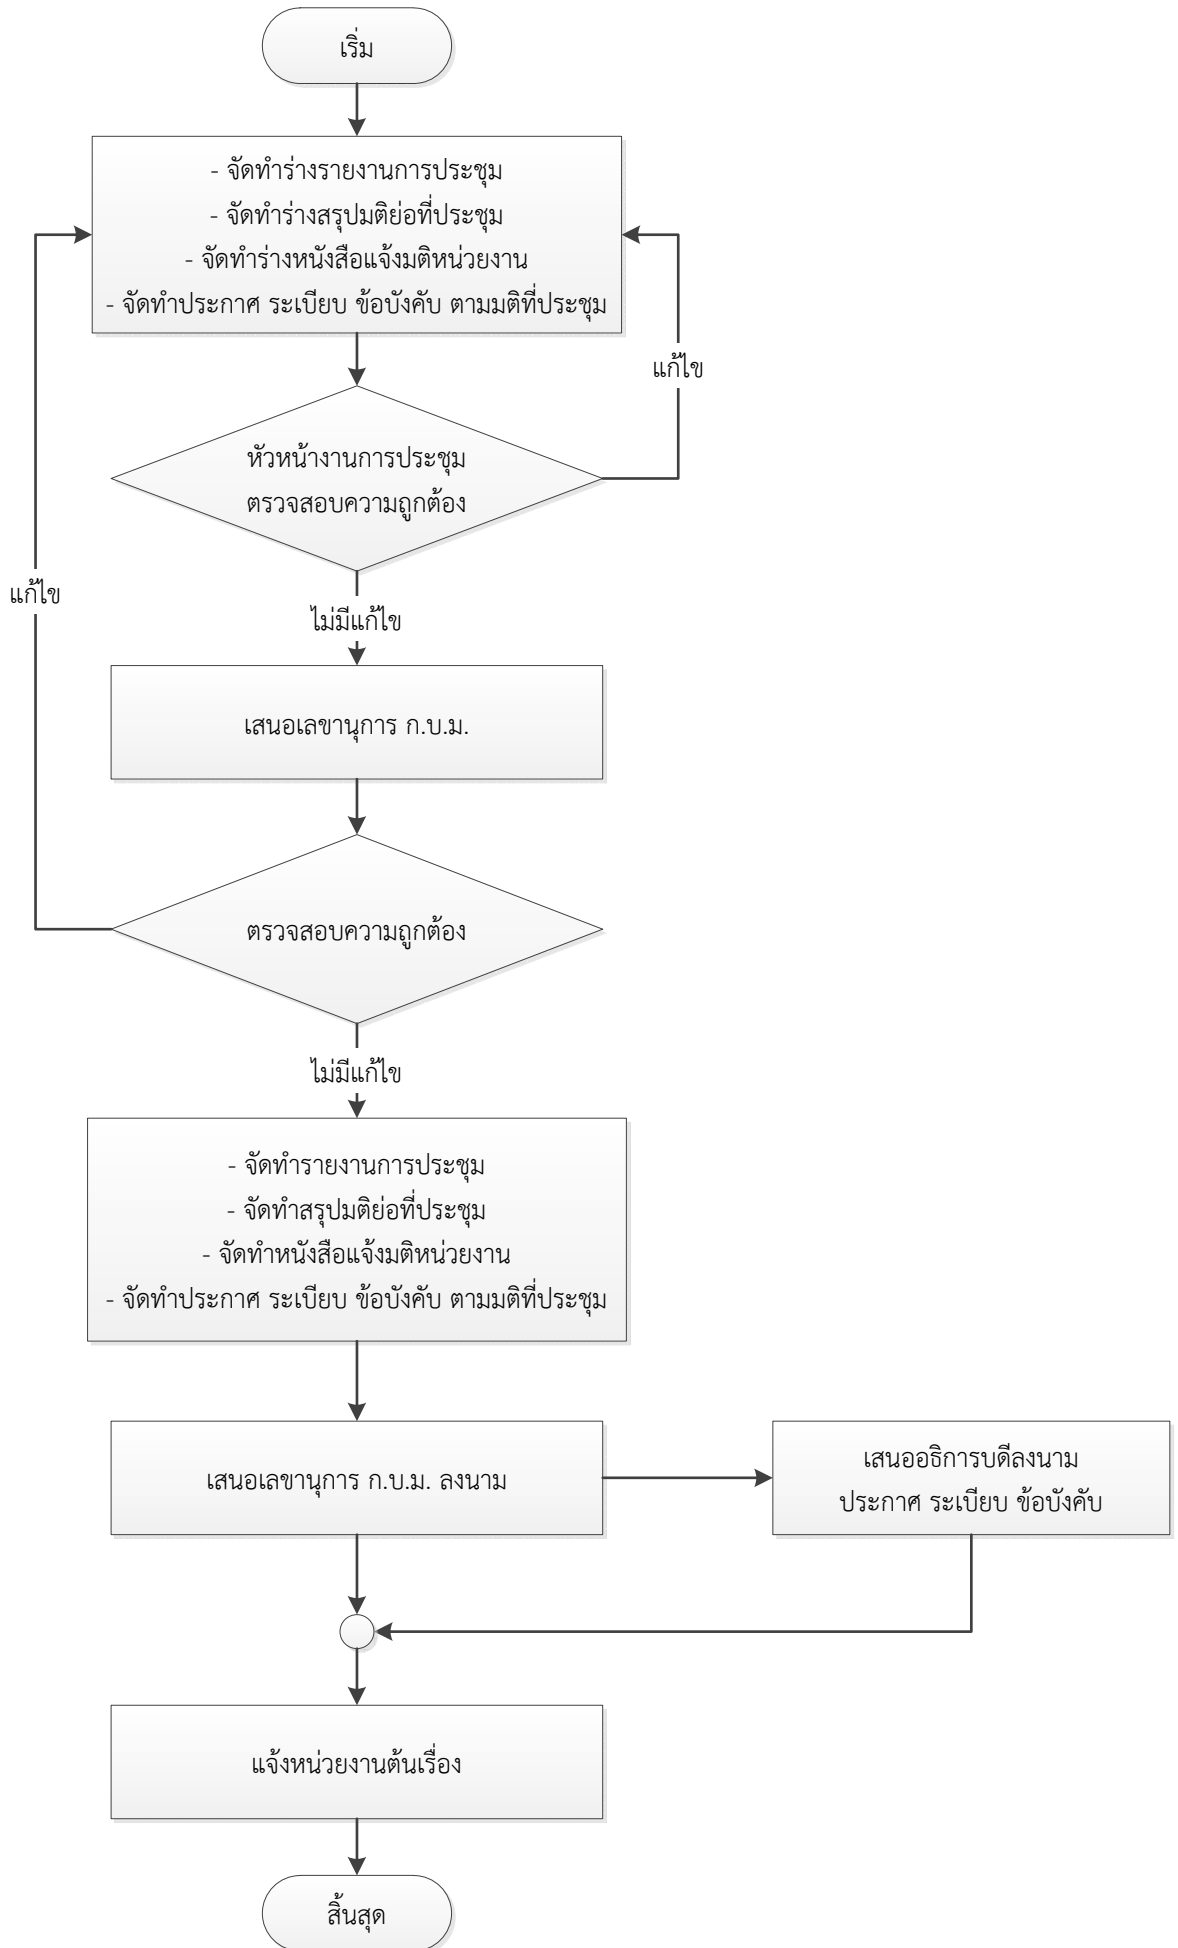 เริ่ม
- จัดทำร่างรายงานการประชุม
- จัดทำร่างสรุปมติย่อที่ประชุม
- จัดทำร่างหนังสือแจ้งมติหน่วยงาน
- จัดทำประกาศ ระเบียบ ข้อบังคับ ตามมติที่ประชุม
แก้ไข
หัวหน้างานการประชุม
ตรวจสอบความถูกต้อง
แก้ไข
ไม่มีแก้ไข
เสนอเลขานุการ ก.บ.ม.
ตรวจสอบความถูกต้อง
ไม่มีแก้ไข
- จัดทำรายงานการประชุม
- จัดทำสรุปมติย่อที่ประชุม
- จัดทำหนังสือแจ้งมติหน่วยงาน
- จัดทำประกาศ ระเบียบ ข้อบังคับ ตามมติที่ประชุม
เสนอเลขานุการ ก.บ.ม. ลงนาม
เสนออธิการบดีลงนาม
ประกาศ ระเบียบ ข้อบังคับ
แจ้งหน่วยงานต้นเรื่อง
สิ้นสุด